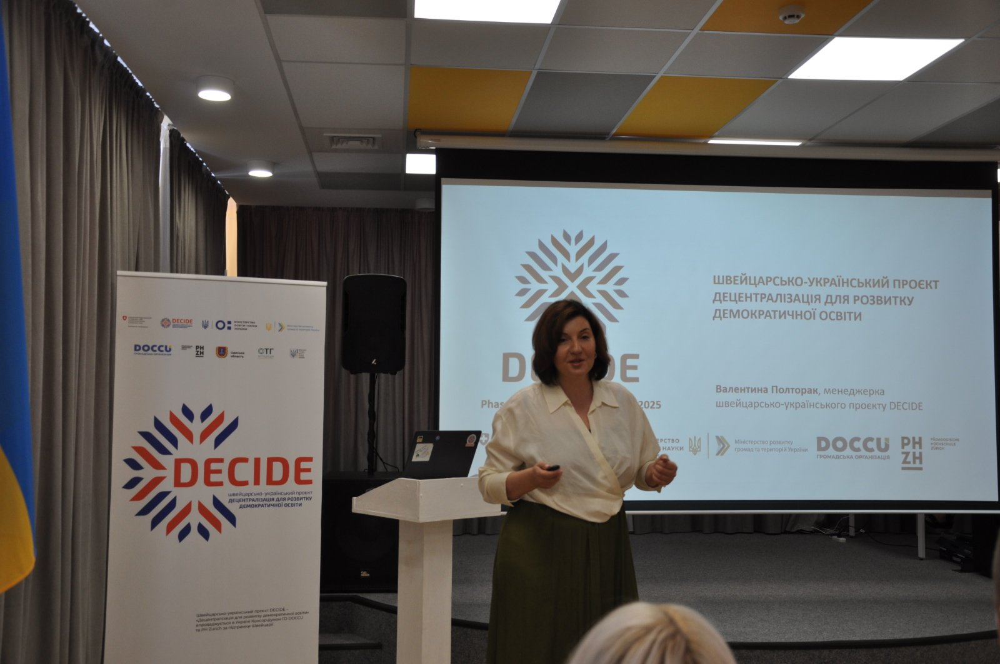 DECIDE
МІНІСТЕРСТВО
ОСВІТИ І НАУКИ
УКРАЇНИ
DOCCU
ГРОМАДСЬКА ОРГАНІЗАЦІЯ
PH
ZH
Одеська
область
ОТГ
DECIDE
швейцарсько-український проєкт
ДЕЦЕНТРАЛІЗАЦІЯ ДЛЯ РОЗВИТКУ
ДЕМОКРАТИЧНОЇ ОСВІТИ
Швейцарсько-український проєкт DECIDE –
«Децентралізація для розвитку демократичної освіти»
впроваджується в Україні Консорціумом ГО DOCCU
та PH Zurich за підтримки Швейцарії
ШВЕЙЦАРСЬКО-УКРАЇНСЬКИЙ ПРОЄКТ
ДЕЦЕНТРАЛІЗАЦІЯ ДЛЯ РОЗВИТКУ
ДЕМОКРАТИЧНОЇ ОСВІТИ
D DE
Phas 2025
Валентина Полторак, менеджерка
швейцарсько-українського проєкту DECIDE
ЕРСТВО
А НАУКИ
Міністерство розвитку
громад та територій України
DOCCU
ГРОМАДСЬКА ОРГАНІЗАЦІЯ
PH
ZH
PÄDAGOGISCHE
HOCHSCHULE
ZÜRICH